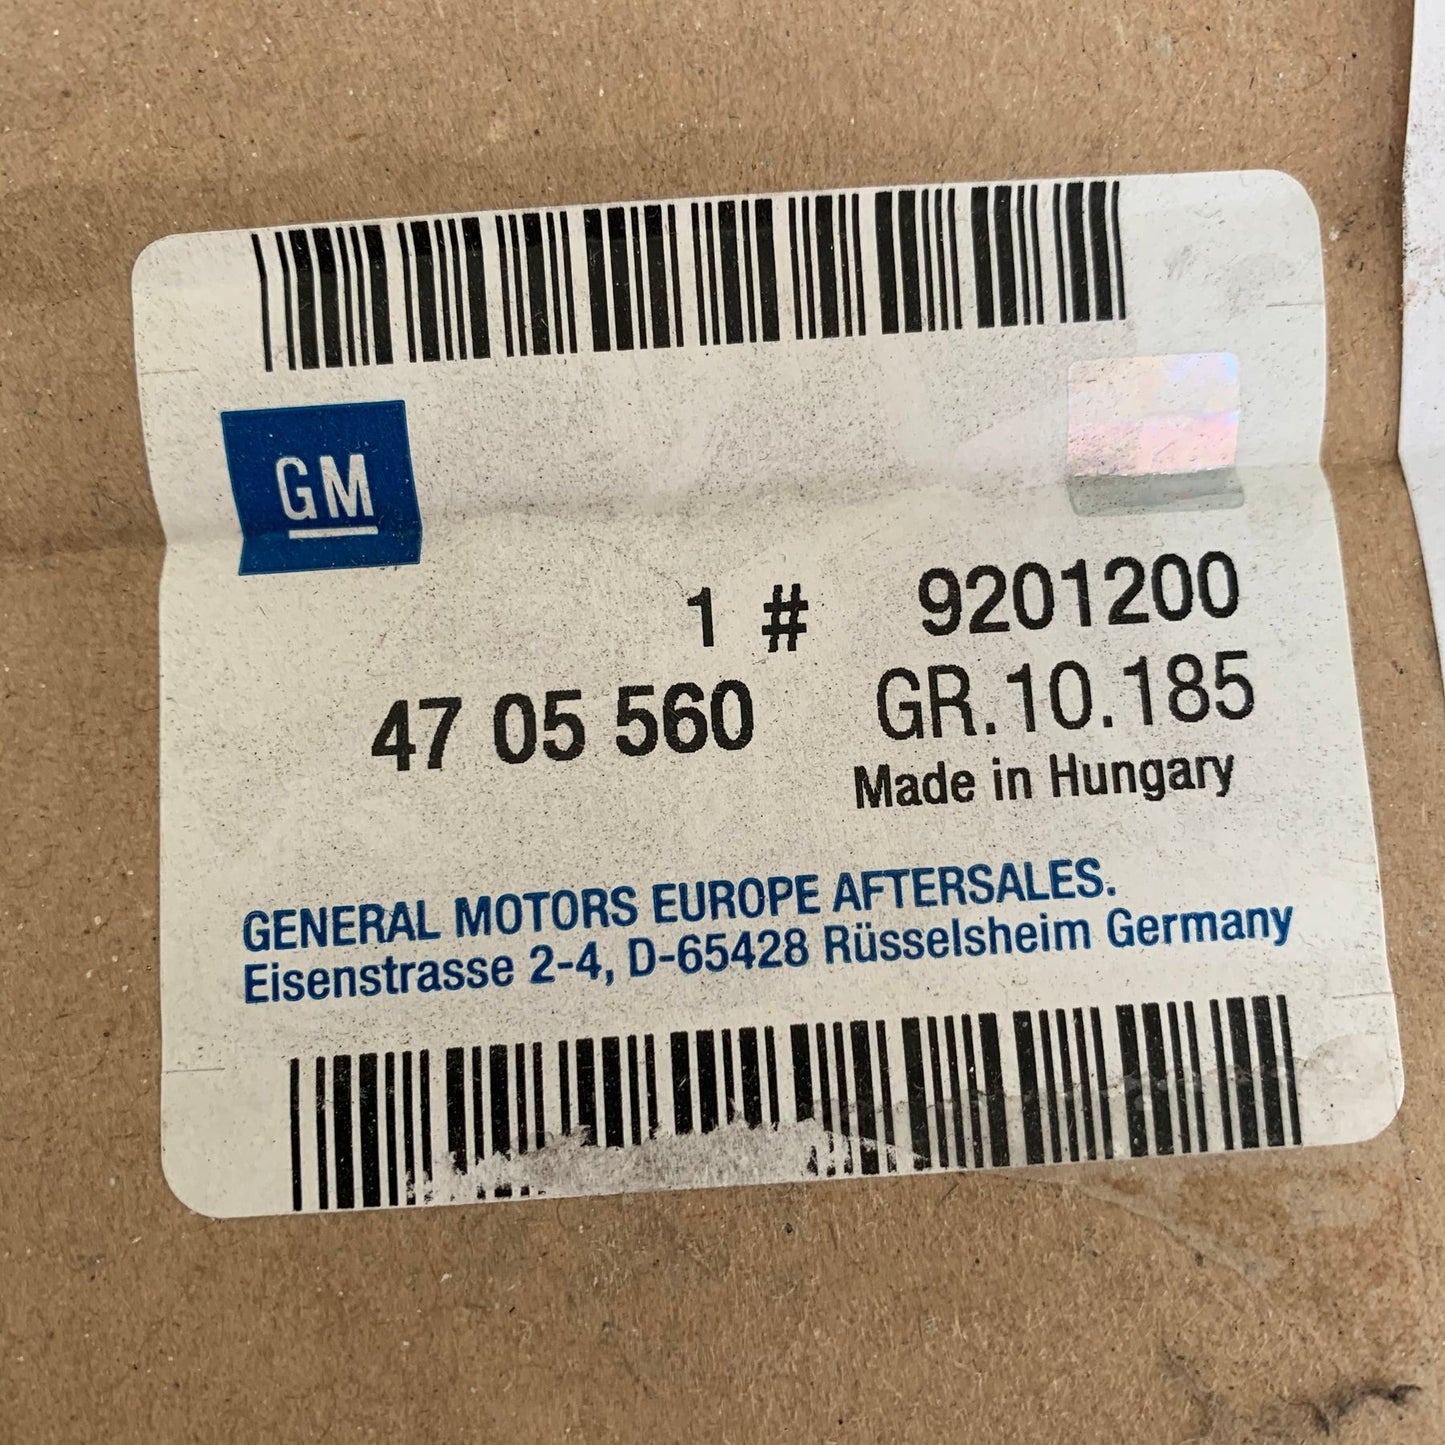 GM
1 # 9201200
47 05 560 GR.10.185
Made in Hungary
GENERAL MOTORS EUROPE AFTERSALES.
Eisenstrasse 2-4, D-65428 Rüsselsheim Germany